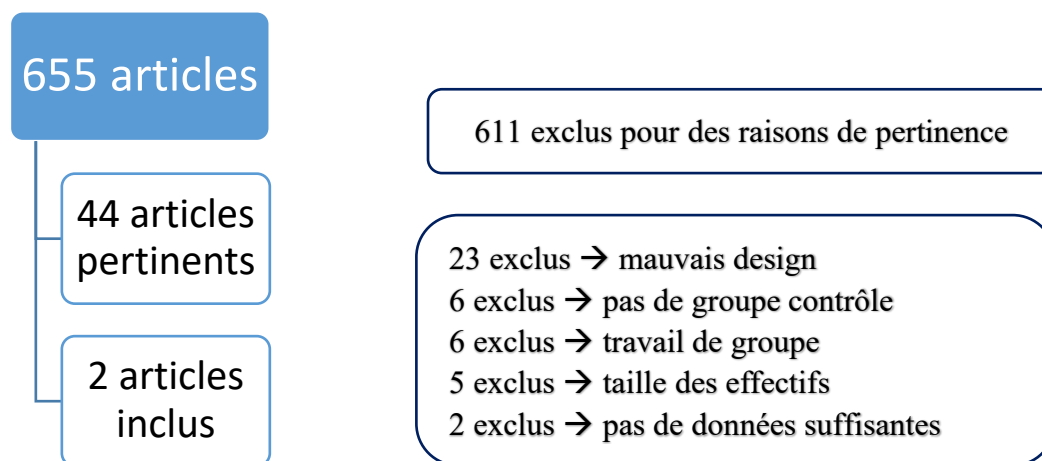 655 articles
611 exclus pour des raisons de pertinence
44 articles
pertinents
23 exclus → mauvais design
6 exclus → pas de groupe contrôle
6 exclus → travail de groupe
5 exclus → taille des effectifs
2 exclus → pas de données suffisantes
2 articles
inclus